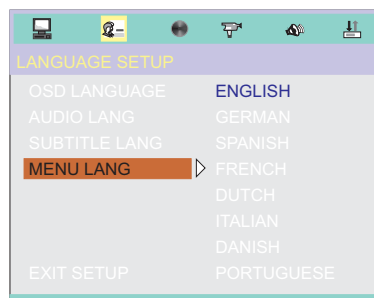 LANGUAGE SETUP
OSD LANGUAGE ENGLISH
AUDIO LANG GERMAN
SUBTITLE LANG SPANISH
MENU LANG FRENCH
DUTCH
ITALIAN
DANISH
EXIT SETUP PORTUGUESE